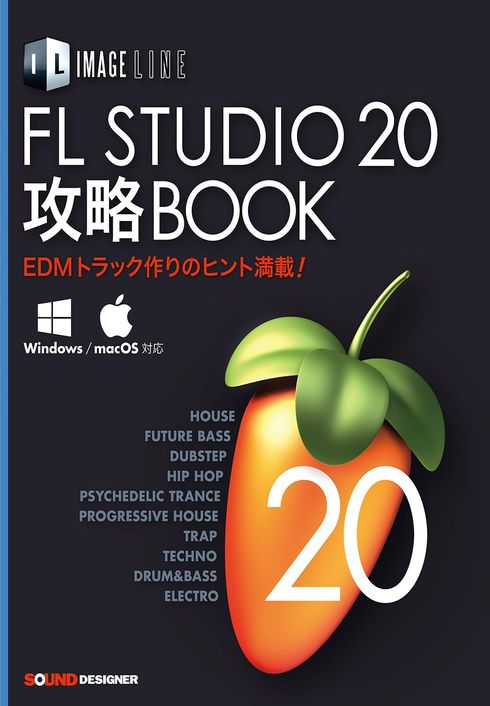 IL IMAGE LINE
FL STUDIO 20
攻略BOOK
EDMトラック作りのヒント満載!
Windows / macOS 対応
HOUSE
FUTURE BASS
DUBSTEP
HIP HOP
PSYCHEDELIC TRANCE
PROGRESSIVE HOUSE
TRAP
TECHNO
DRUM&BASS
ELECTRO
20
SOUND DESIGNER